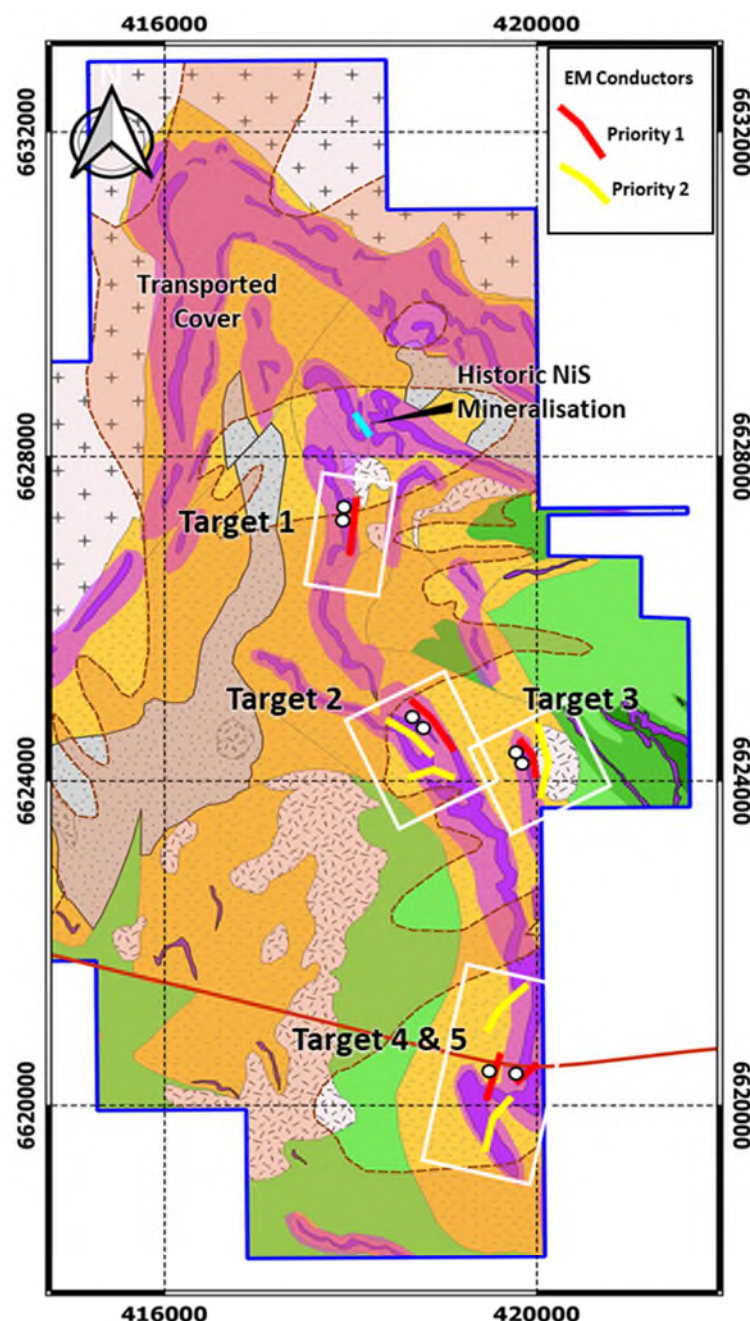 416000
420000
N
EM Conductors
Priority 1
Priority 2
6632000
6632000
Transported
Cover
Historic NiS
Mineralisation
6628000
6628000
Target 1
Target 2
Target 3
6624000
6624000
Target 4 & 5
6620000
6620000
416000
420000